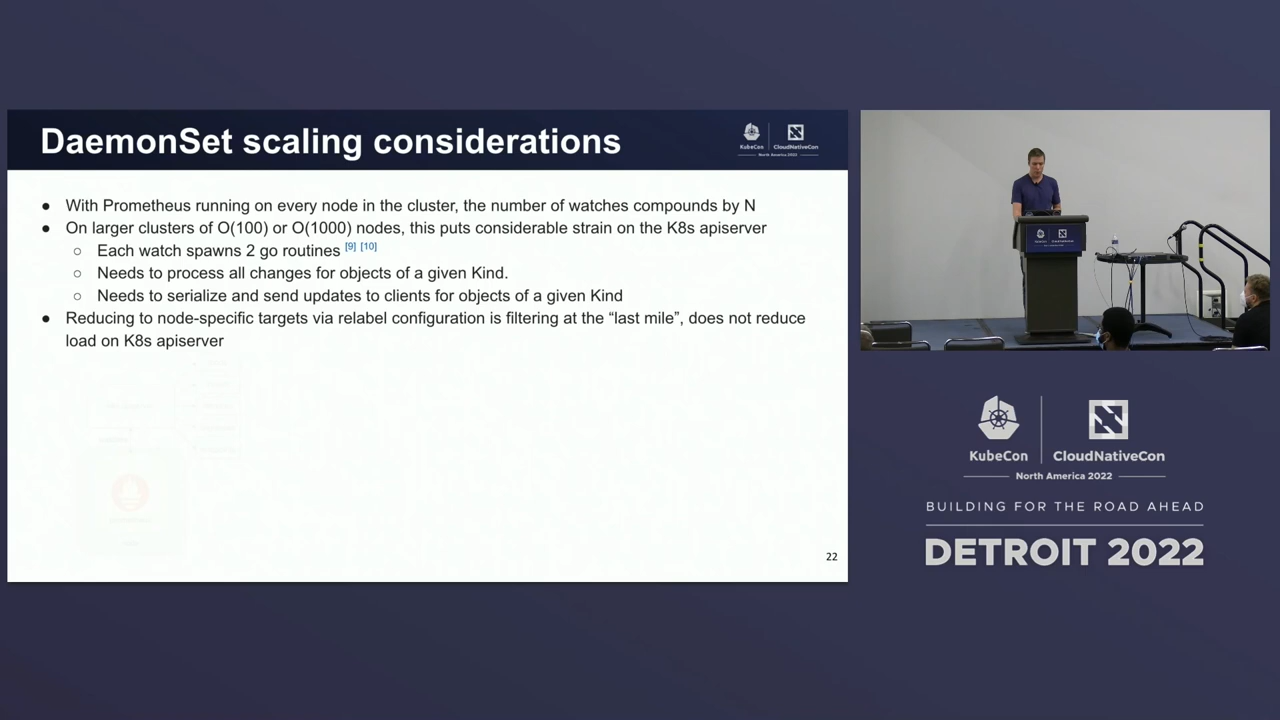 DaemonSet scaling considerations
KubeCon
CloudNativeCon
North America 2022
● With Prometheus running on every node in the cluster, the number of watches compounds by N
● On larger clusters of O(100) or O(1000) nodes, this puts considerable strain on the K8s apiserver
○ Each watch spawns 2 go routines [9] [10]
○ Needs to process all changes for objects of a given Kind.
○ Needs to serialize and send updates to clients for objects of a given Kind
● Reducing to node-specific targets via relabel configuration is filtering at the “last mile”, does not reduce
load on K8s apiserver
22
KubeCon
CloudNativeCon
North America 2022
BUILDING FOR THE ROAD AHEAD
DETROIT 2022